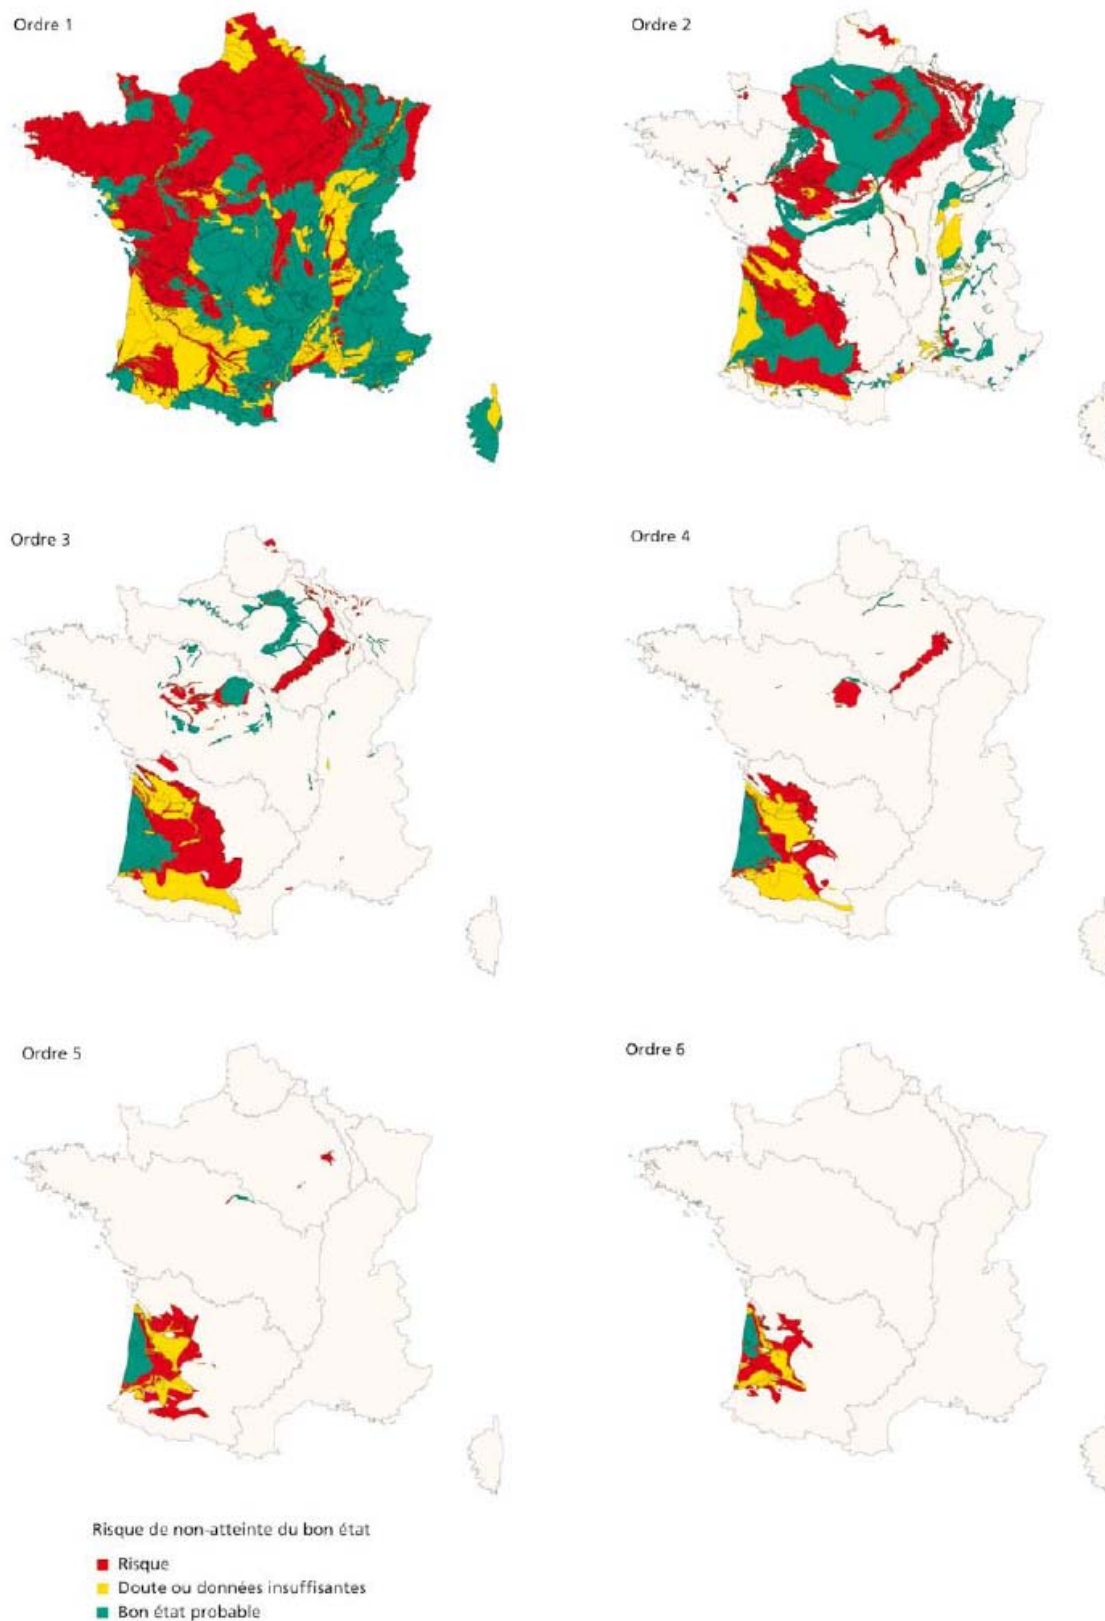 Ordre 1
Ordre 2
Ordre 3
Ordre 4
Ordre 5
Ordre 6
Risque de non-atteinte du bon état
Risque
Doute ou données insuffisantes
Bon état probable